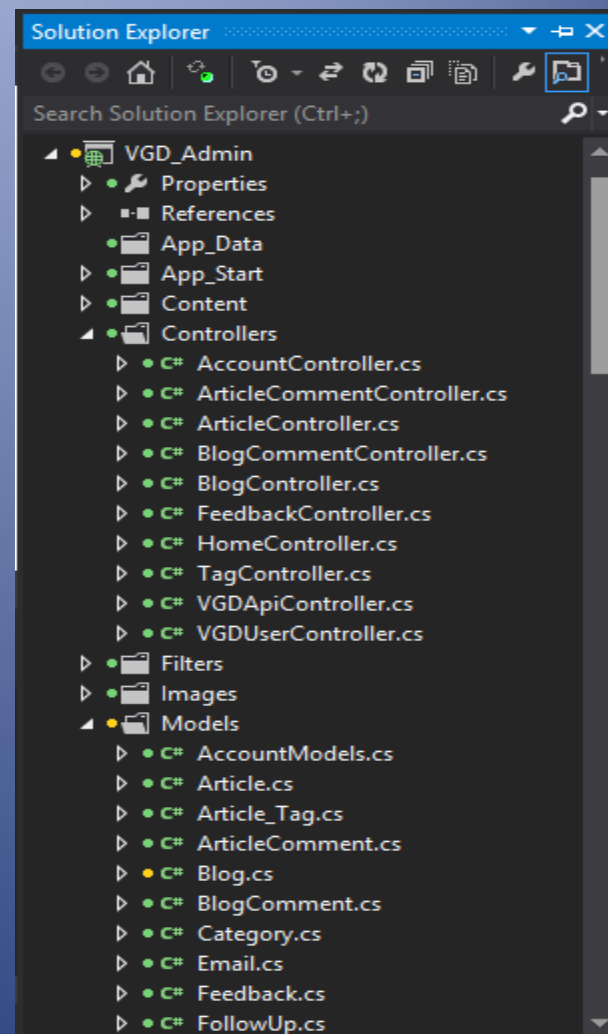 Solution Explorer
Search Solution Explorer (Ctrl+;)
VGD_Admin
Properties
References
App_Data
App_Start
Content
Controllers
C# AccountController.cs
C# ArticleCommentController.cs
C# ArticleController.cs
C# BlogCommentController.cs
C# BlogController.cs
C# FeedbackController.cs
C# HomeController.cs
C# TagController.cs
C# VGDApiController.cs
C# VGDUserController.cs
Filters
Images
Models
C# AccountModels.cs
C# Article.cs
C# Article_Tag.cs
C# ArticleComment.cs
C# Blog.cs
C# BlogComment.cs
C# Category.cs
C# Email.cs
C# Feedback.cs
C# FollowUp.cs